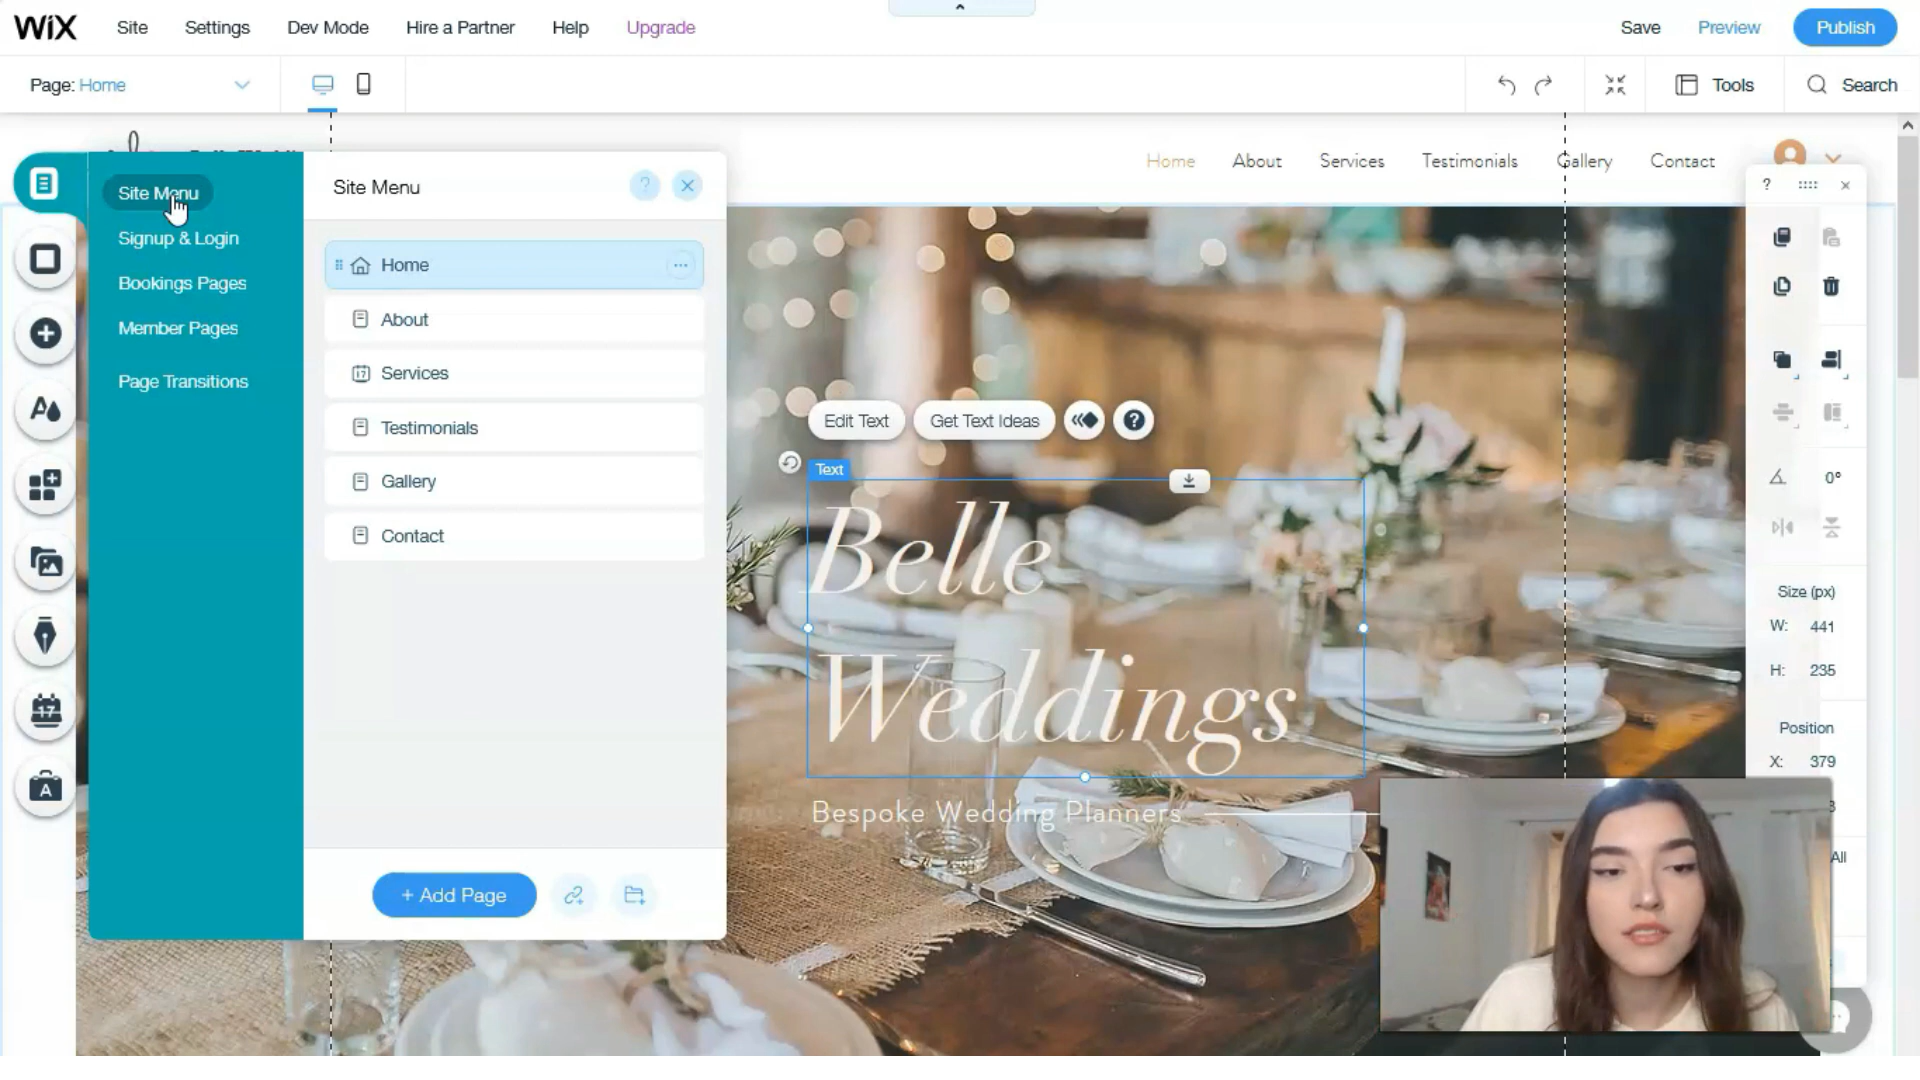 WiX Site Settings Dev Mode Hire a Partner Help Upgrade Save Preview Publish
Page: Home Tools Search
Home About Services Testimonials Gallery Contact
Site Menu
Signup & Login
Bookings Pages
Member Pages
Page Transitions
Site Menu ?
Home
About
Services
Testimonials
Gallery
Contact
+ Add Page
Edit Text Get Text Ideas ?
Text
Belle
Weddings
Bespoke Wedding Planners
?
0°
Size (px)
W: 441
H: 235
Position
X: 379
All
17
A